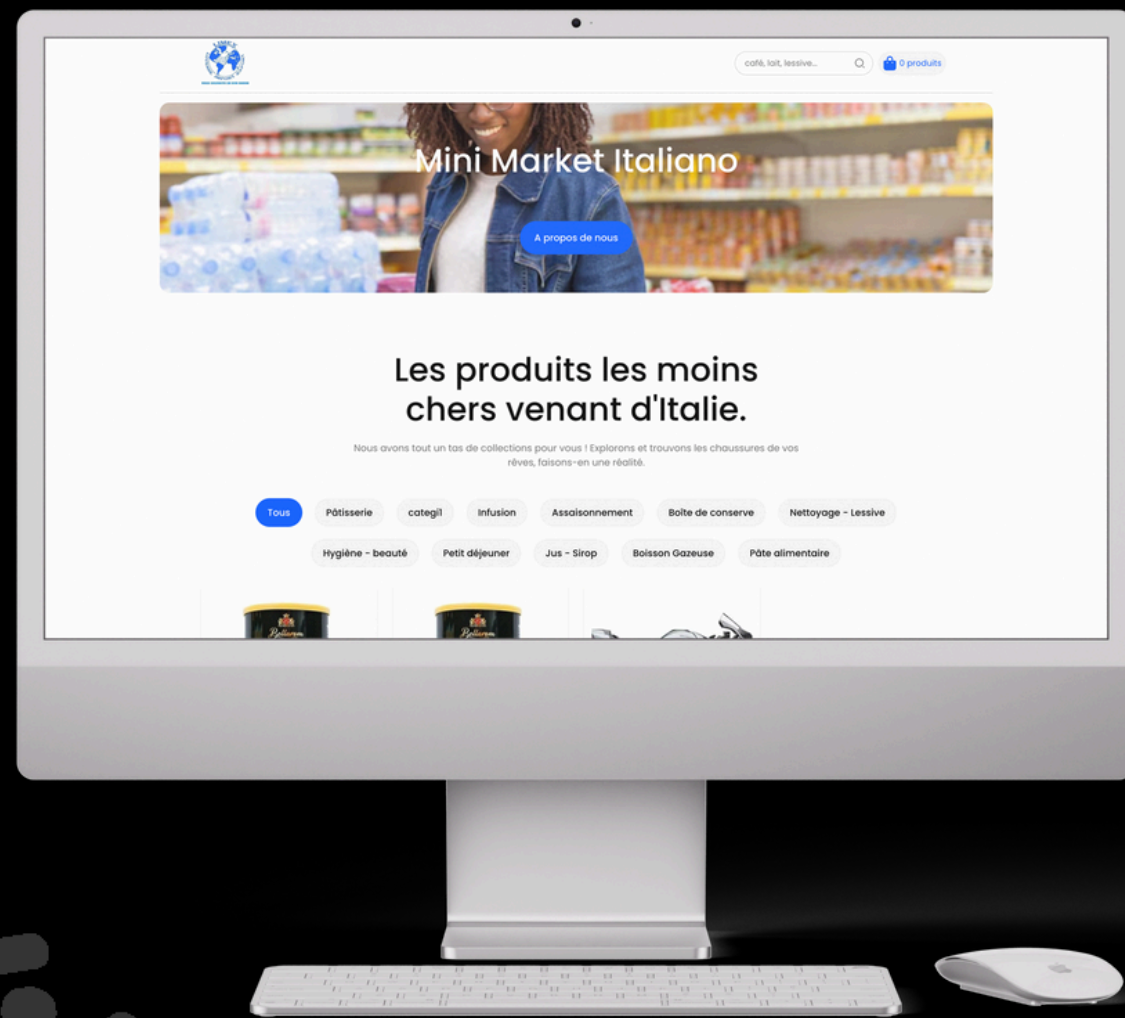 café, lait, lessive...
0 produits
Mini Market Italiano
A propos de nous
Les produits les moins
chers venant d'Italie.
Nous avons tout un tas de collections pour vous ! Explorons et trouvons les chaussures de vos
rêves, faisons-en une réalité.
Tous
Pâtisserie
categi1
Infusion
Assaisonnement
Boîte de conserve
Nettoyage - Lessive
Hygiène - beauté
Petit déjeuner
Jus - Sirop
Boisson Gazeuse
Pâte alimentaire